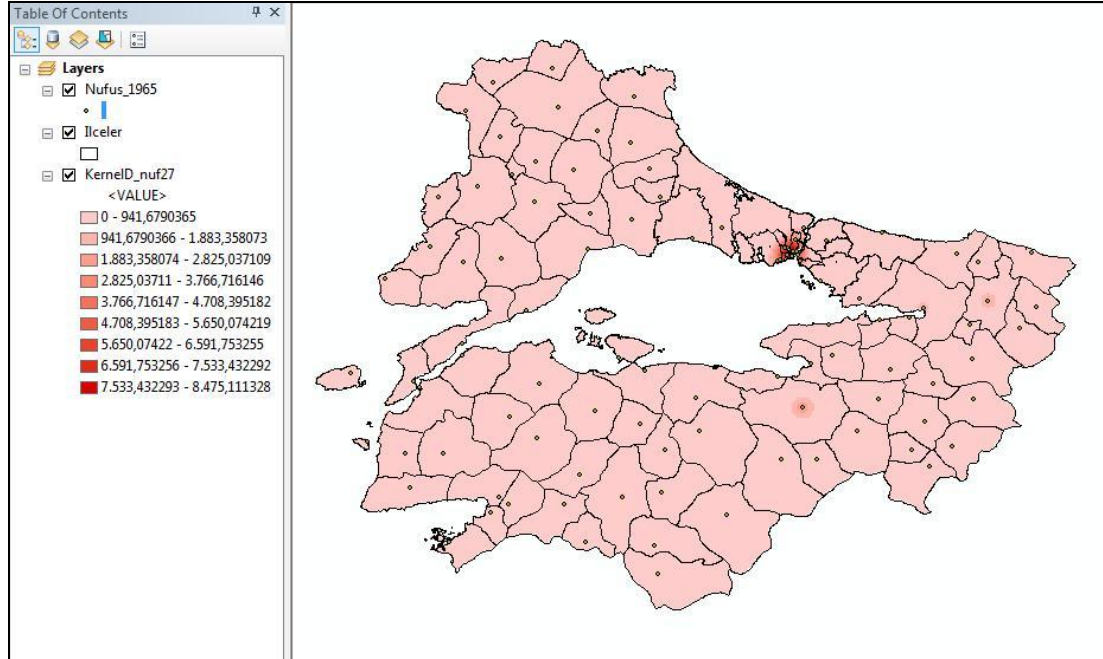 Table Of Contents
Layers
Nufus_1965
Ilceler
KernelD_nuf27
<VALUE>
0 - 941,6790365
941,6790366 - 1.883,358073
1.883,358074 - 2.825,037109
2.825,03711 - 3.766,716146
3.766,716147 - 4.708,395182
4.708,395183 - 5.650,074219
5.650,07422 - 6.591,753255
6.591,753256 - 7.533,432292
7.533,432293 - 8.475,111328